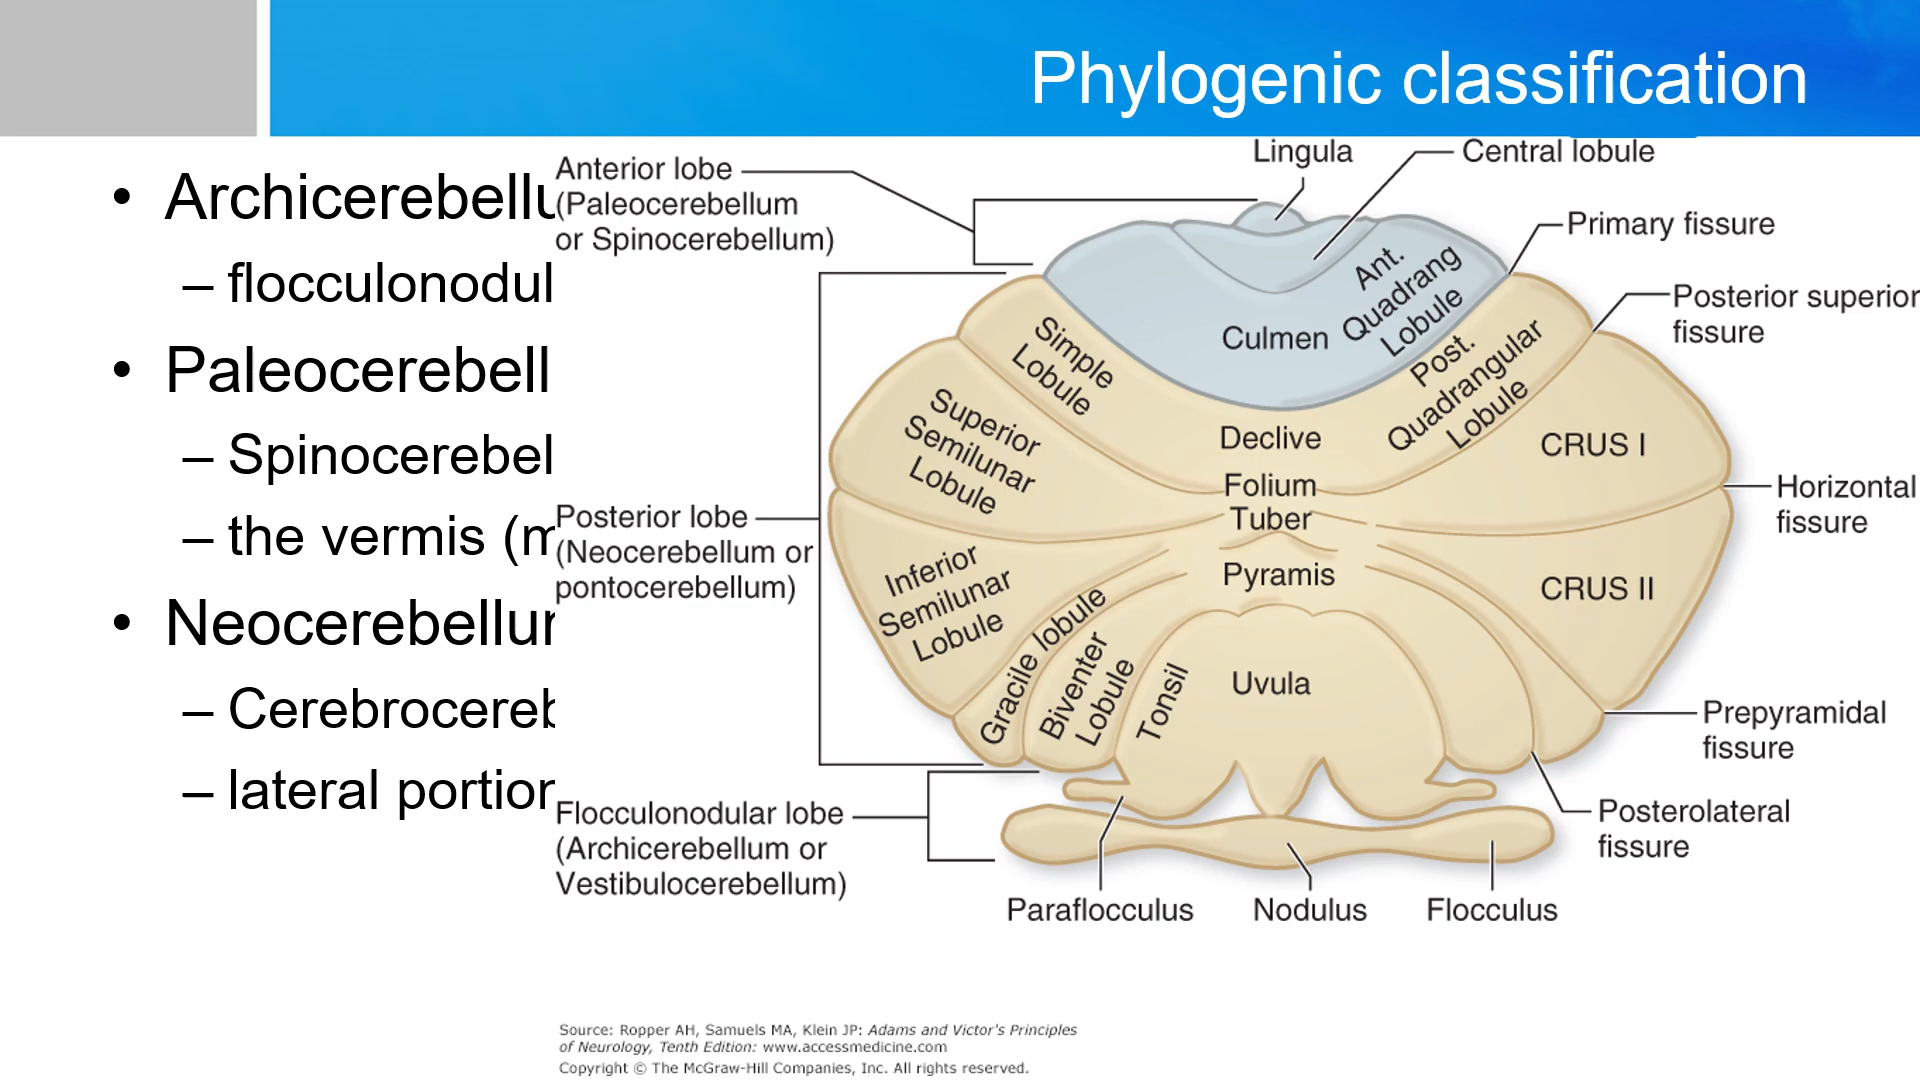 Phylogenic classification
• Archicerebellu
– flocculonodul
• Paleocerebell
– Spinocerebel
– the vermis (m
• Neocerebellur
– Cerebrocereb
– lateral portior
Anterior lobe
(Paleocerebellum
or Spinocerebellum)
Posterior lobe
(Neocerebellum or
pontocerebellum)
Flocculonodular lobe
(Archicerebellum or
Vestibulocerebellum)
Lingula
Central lobule
Primary fissure
Posterior superior
fissure
Horizontal
fissure
Prepyramidal
fissure
Posterolateral
fissure
Ant.
Quadrang
Lobule
Culmen
Simple
Lobule
Post.
Quadrangular
Lobule
Superior
Semilunar
Lobule
Declive
CRUS I
Folium
Tuber
Inferior
Semilunar
Lobule
Pyramis
CRUS II
Gracile lobule
Biventer
Lobule
Tonsil
Uvula
Paraflocculus
Nodulus
Flocculus
Source: Ropper AH, Samuels MA, Klein JP: Adams and Victor's Principles
of Neurology, Tenth Edition: www.accessmedicine.com
Copyright © The McGraw-Hill Companies, Inc. All rights reserved.